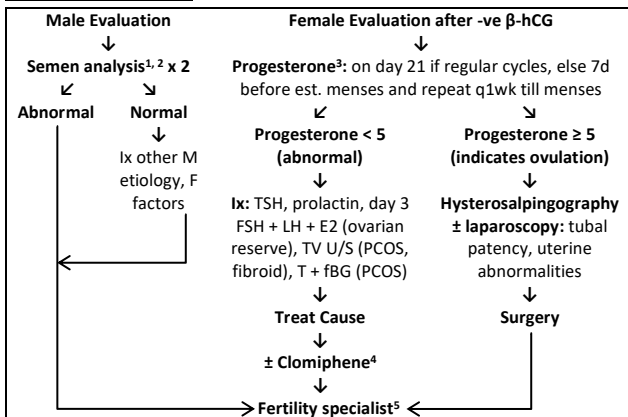 Male Evaluation
Semen analysis¹, ² x 2
Abnormal Normal
Ix other M
etiology, F
factors
Female Evaluation after -ve β-hCG
Progesterone³: on day 21 if regular cycles, else 7d
before est. menses and repeat q1wk till menses
Progesterone < 5
(abnormal)
Ix: TSH, prolactin, day 3
FSH + LH + E2 (ovarian
reserve), TV U/S (PCOS,
fibroid), T + fBG (PCOS)
Treat Cause
± Clomiphene⁴
Progesterone ≥ 5
(indicates ovulation)
Hysterosalpingography
± laparoscopy: tubal
patency, uterine
abnormalities
Surgery
Fertility specialist⁵